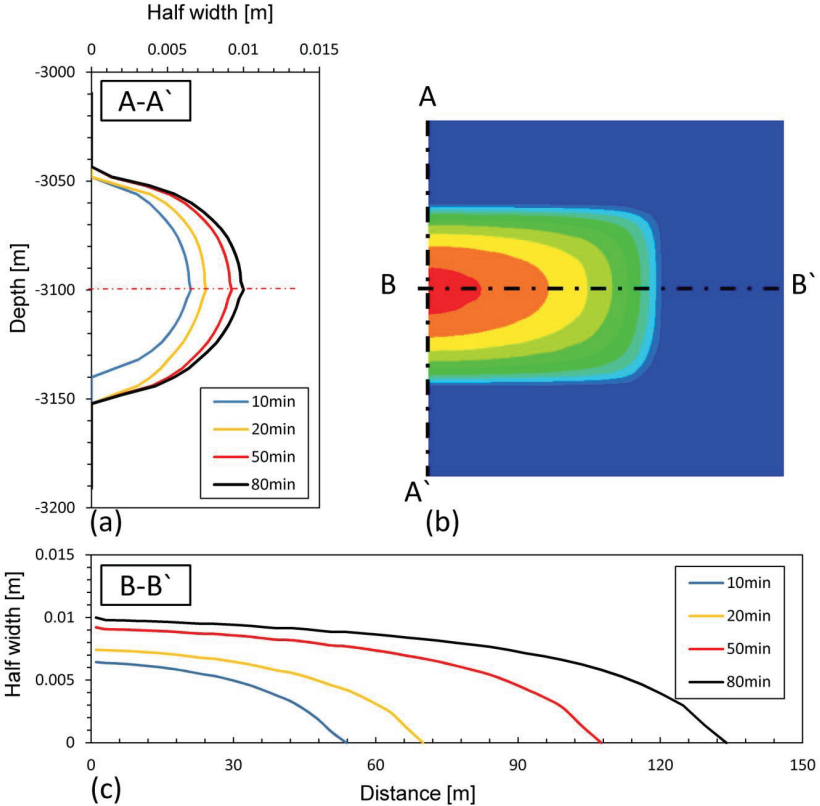 Half width [m]
0 0.005 0.010 0.015
-3000
A-A`
-3050
Depth [m]
-3100
-3150
10min
20min
50min
80min
-3200
(a)
A
B B`
A`
(b)
0.015
B-B`
0.01
Half width [m]
0.005
0
10min
20min
50min
80min
0 30 60 90 120 150
(c)
Distance [m]